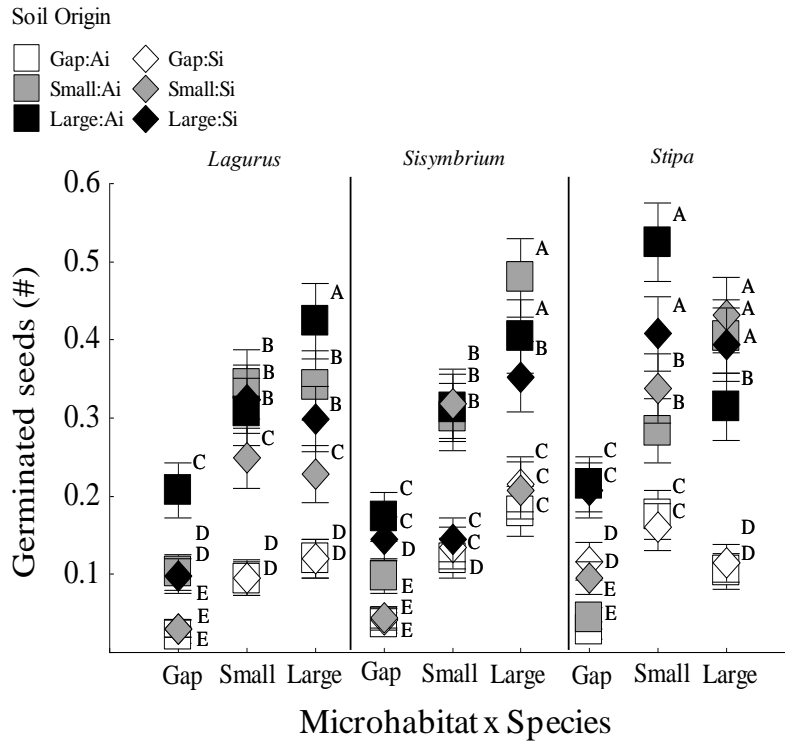 Soil Origin
Gap:Ai Gap:Si
Small:Ai Small:Si
Large:Ai Large:Si
Lagurus Sisymbrium Stipa
Germinated seeds (#)
0.6
0.5
0.4
0.3
0.2
0.1
A
B
B
B
C
B
B
C
C
D
D
E
E
D
D
D
D
A
A
B
B
B
B
C
C
C
C
C
D
E
E
C
C
D
A
A
B
B
A
A
A
B
C
C
D
D
E
E
C
C
D
D
Gap Small Large Gap Small Large Gap Small Large
Microhabitat x Species